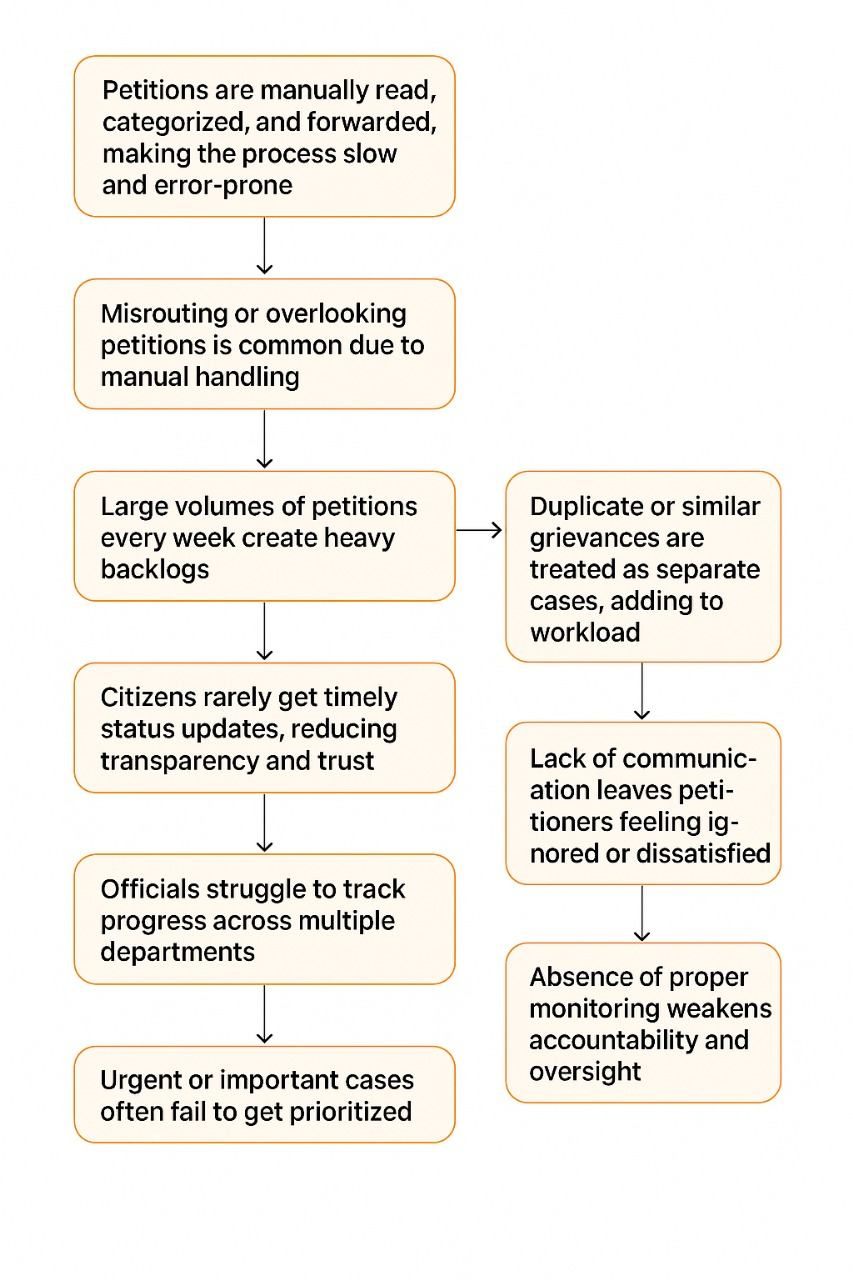 Petitions are manually read,
categorized, and forwarded,
making the process slow
and error-prone
Misrouting or overlooking
petitions is common due to
manual handling
Large volumes of petitions
every week create heavy
backlogs
Citizens rarely get timely
status updates, reducing
transparency and trust
Officials struggle to track
progress across multiple
departments
Urgent or important cases
often fail to get prioritized
Duplicate or similar
grievances are
treated as separate
cases, adding to
workload
Lack of communic-
ation leaves peti-
tioners feeling ig-
nored or dissatisfied
Absence of proper
monitoring weakens
accountability and
oversight